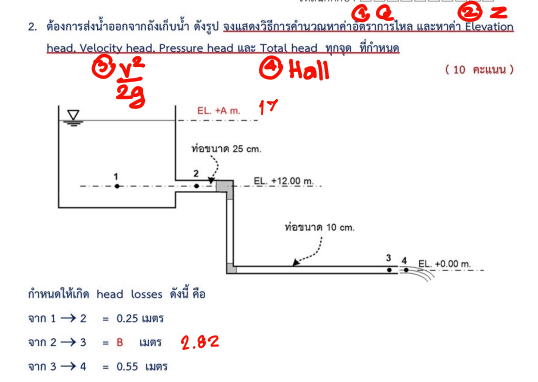 ① Q ② Z
2. ต้องการส่งน้ำออกจากถังเก็บน้ำ ดังรูป จงแสดงวิธีการคำนวณหาค่าอัตราการไหล และหาค่า Elevation
head, Velocity head, Pressure head และ Total head ทุกจุด ที่กำหนด
③ v²/2g ④ Hall
( 10 คะแนน )
EL. +A m. 17
ท่อขนาด 25 cm.
1 2 EL. +12.00 m.
ท่อขนาด 10 cm.
3 4 EL. +0.00 m.
กำหนดให้เกิด head losses ดังนี้ คือ
จาก 1 → 2 = 0.25 เมตร
จาก 2 → 3 = B เมตร 2.82
จาก 3 → 4 = 0.55 เมตร